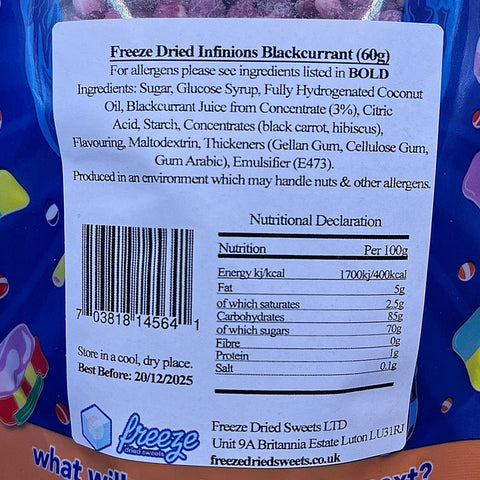 Freeze Dried Infinions Blackcurrant (60g)
For allergens please see ingredients listed in BOLD
Ingredients: Sugar, Glucose Syrup, Fully Hydrogenated Coconut
Oil, Blackcurrant Juice from Concentrate (3%), Citric
Acid, Starch, Concentrates (black carrot, hibiscus),
Flavouring, Maltodextrin, Thickeners (Gellan Gum, Cellulose Gum,
Gum Arabic), Emulsifier (E473).
Produced in an environment which may handle nuts & other allergens.
Nutritional Declaration
Nutrition Per 100g
Energy kj/kcal 1700kj/400kcal
Fat 5g
of which saturates 2.5g
Carbohydrates 85g
of which sugars 70g
Fibre 0g
Protein 1g
Salt 0.1g
7 03818 14564 1
Store in a cool, dry place.
Best Before: 20/12/2025
freeze
dried sweets
Freeze Dried Sweets LTD
Unit 9A Britannia Estate Luton LU31RJ
freezedriedsweets.co.uk
what